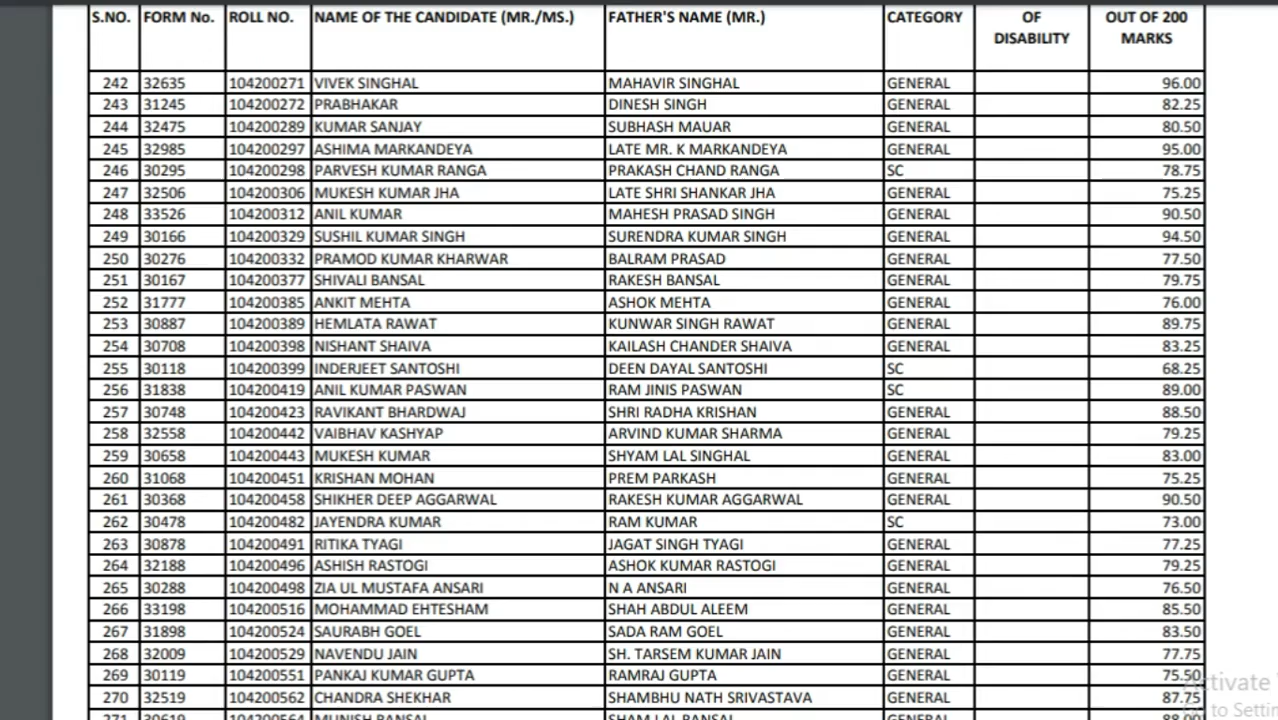 S.NO. FORM No. ROLL NO. NAME OF THE CANDIDATE (MR./MS.) FATHER'S NAME (MR.) CATEGORY OF DISABILITY OUT OF 200 MARKS
242 32635 104200271 VIVEK SINGHAL MAHAVIR SINGHAL GENERAL 96.00
243 31245 104200272 PRABHAKAR DINESH SINGH GENERAL 82.25
244 32475 104200289 KUMAR SANJAY SUBHASH MAUAR GENERAL 80.50
245 32985 104200297 ASHIMA MARKANDEYA LATE MR. K MARKANDEYA GENERAL 95.00
246 30295 104200298 PARVESH KUMAR RANGA PRAKASH CHAND RANGA SC 78.75
247 32506 104200306 MUKESH KUMAR JHA LATE SHRI SHANKAR JHA GENERAL 75.25
248 33526 104200312 ANIL KUMAR MAHESH PRASAD SINGH GENERAL 90.50
249 30166 104200329 SUSHIL KUMAR SINGH SURENDRA KUMAR SINGH GENERAL 94.50
250 30276 104200332 PRAMOD KUMAR KHARWAR BALRAM PRASAD GENERAL 77.50
251 30167 104200377 SHIVALI BANSAL RAKESH BANSAL GENERAL 79.75
252 31777 104200385 ANKIT MEHTA ASHOK MEHTA GENERAL 76.00
253 30887 104200389 HEMLATA RAWAT KUNWAR SINGH RAWAT GENERAL 89.75
254 30708 104200398 NISHANT SHAIVA KAILASH CHANDER SHAIVA GENERAL 83.25
255 30118 104200399 INDERJEET SANTOSHI DEEN DAYAL SANTOSHI SC 68.25
256 31838 104200419 ANIL KUMAR PASWAN RAM JINIS PASWAN SC 89.00
257 30748 104200423 RAVIKANT BHARDWAJ SHRI RADHA KRISHAN GENERAL 88.50
258 32558 104200442 VAIBHAV KASHYAP ARVIND KUMAR SHARMA GENERAL 79.25
259 30658 104200443 MUKESH KUMAR SHYAM LAL SINGHAL GENERAL 83.00
260 31068 104200451 KRISHAN MOHAN PREM PARKASH GENERAL 75.25
261 30368 104200458 SHIKHER DEEP AGGARWAL RAKESH KUMAR AGGARWAL GENERAL 90.50
262 30478 104200482 JAYENDRA KUMAR RAM KUMAR SC 73.00
263 30878 104200491 RITIKA TYAGI JAGAT SINGH TYAGI GENERAL 77.25
264 32188 104200496 ASHISH RASTOGI ASHOK KUMAR RASTOGI GENERAL 79.25
265 30288 104200498 ZIA UL MUSTAFA ANSARI N A ANSARI GENERAL 76.50
266 33198 104200516 MOHAMMAD EHTESHAM SHAH ABDUL ALEEM GENERAL 85.50
267 31898 104200524 SAURABH GOEL SADA RAM GOEL GENERAL 83.50
268 32009 104200529 NAVENDU JAIN SH. TARSEM KUMAR JAIN GENERAL 77.75
269 30119 104200551 PANKAJ KUMAR GUPTA RAMRAJ GUPTA GENERAL 75.50
270 32519 104200562 CHANDRA SHEKHAR SHAMBHU NATH SRIVASTAVA GENERAL 87.75
271 30619 104200564 MUNISH BANSAL SHAM LAL BANSAL GENERAL 88.00
Activate
to